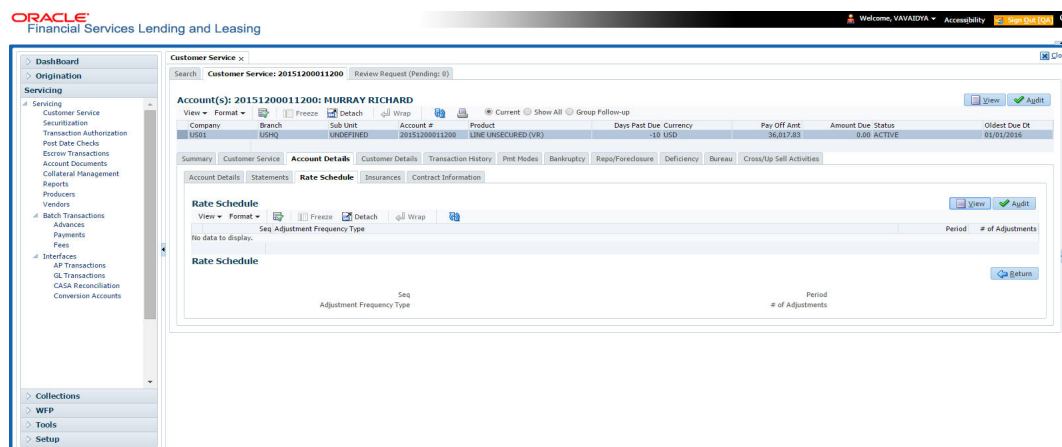 ORACLE
Financial Services Lending and Leasing
Welcome, VAVAIDYA Accessibility Sign Out [QA]
DashBoard
Origination
Servicing
Servicing
Customer Service
Securitization
Transaction Authorization
Post Date Checks
Escrow Transactions
Account Documents
Collateral Management
Reports
Producers
Vendors
Batch Transactions
Advances
Payments
Fees
Interfaces
AP Transactions
GL Transactions
CASA Reconciliation
Conversion Accounts
Collections
WFP
Tools
Setup
Customer Service x
Clo
Search Customer Service: 20151200011200 Review Request (Pending: 0)
Account(s): 20151200011200: MURRAY RICHARD
View Audit
View Format Freeze Detach Wrap Current Show All Group Follow-up
Company Branch Sub Unit Account # Product Days Past Due Currency Pay Off Amt Amount Due Status Oldest Due Dt
US01 USHQ UNDEFINED 20151200011200 LINE UNSECURED (VR) -10 USD 36,017.83 0.00 ACTIVE 01/01/2016
Summary Customer Service Account Details Customer Details Transaction History Pmt Modes Bankruptcy Repo/Foreclosure Deficiency Bureau Cross/Up Sell Activities
Account Details Statements Rate Schedule Insurances Contract Information
Rate Schedule
View Audit
View Format Freeze Detach Wrap
Seq Adjustment Frequency Type Period # of Adjustments
No data to display.
Rate Schedule
Return
Seq Period
Adjustment Frequency Type # of Adjustments